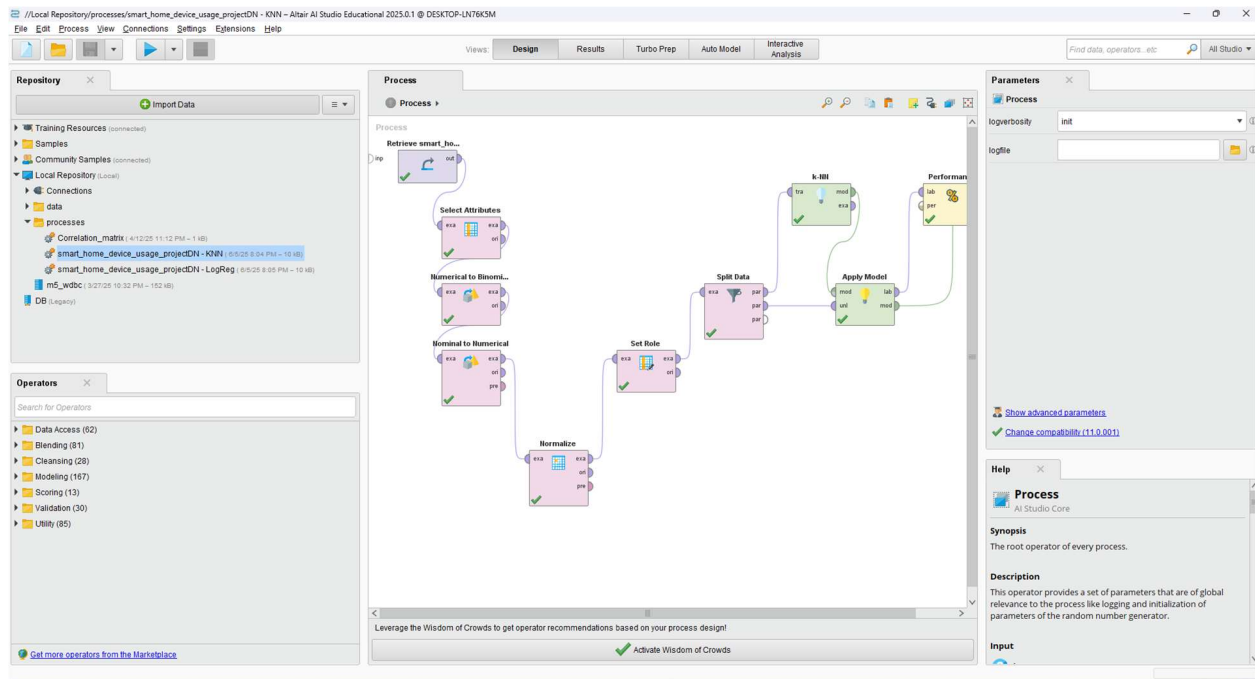 //Local Repository/processes/smart_home_device_usage_projectDN - KNN – Altair AI Studio Educational 2025.0.1 @ DESKTOP-LN76K5M
File Edit Process View Connections Settings Extensions Help
Views: Design Results Turbo Prep Auto Model Interactive Analysis
Find data, operators...etc All Studio
Repository
Import Data
Training Resources (connected)
Samples
Community Samples (connected)
Local Repository (Local)
Connections
data
processes
Correlation_matrix (4/12/25 11:12 PM – 1 kB)
smart_home_device_usage_projectDN - KNN (6/5/25 8:04 PM – 10 kB)
smart_home_device_usage_projectDN - LogReg (6/5/25 8:05 PM – 10 kB)
m5_wdbc (3/27/25 10:32 PM – 152 kB)
DB (Legacy)
Operators
Search for Operators
Data Access (62)
Blending (81)
Cleansing (28)
Modeling (167)
Scoring (13)
Validation (30)
Utility (85)
Get more operators from the Marketplace
Process
Process
Process
Retrieve smart_ho...
inp out
Select Attributes
exa exa
ori
Numerical to Binomi...
exa exa
ori
Nominal to Numerical
exa exa
ori
pre
Normalize
exa exa
ori
pre
Set Role
exa exa
ori
Split Data
exa par
par
par
k-NN
tra mod
exa
Apply Model
mod lab
unl mod
Performan
lab
per
Leverage the Wisdom of Crowds to get operator recommendations based on your process design!
Activate Wisdom of Crowds
Parameters
Process
logverbosity init
logfile
Show advanced parameters
Change compatibility (11.0.001)
Help
Process
AI Studio Core
Synopsis
The root operator of every process.
Description
This operator provides a set of parameters that are of global
relevance to the process like logging and initialization of
parameters of the random number generator.
Input